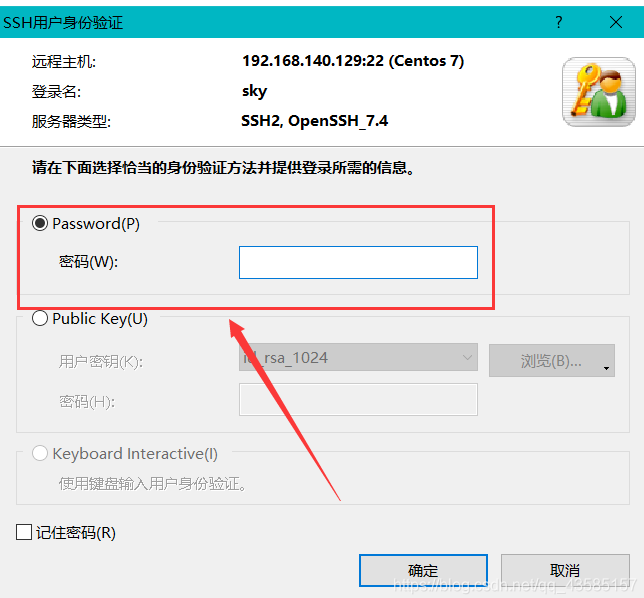 SSH用户身份验证 ?
远程主机: 192.168.140.129:22 (Centos 7)
登录名: sky
服务器类型: SSH2, OpenSSH_7.4
请在下面选择恰当的身份验证方法并提供登录所需的信息。
Password(P)
密码(W):
Public Key(U)
用户密钥(K): id_rsa_1024 浏览(B)...
密码(H):
Keyboard Interactive(I)
使用键盘输入用户身份验证。
记住密码(R)
确定 取消
https://blog.csdn.net/qq_43585157